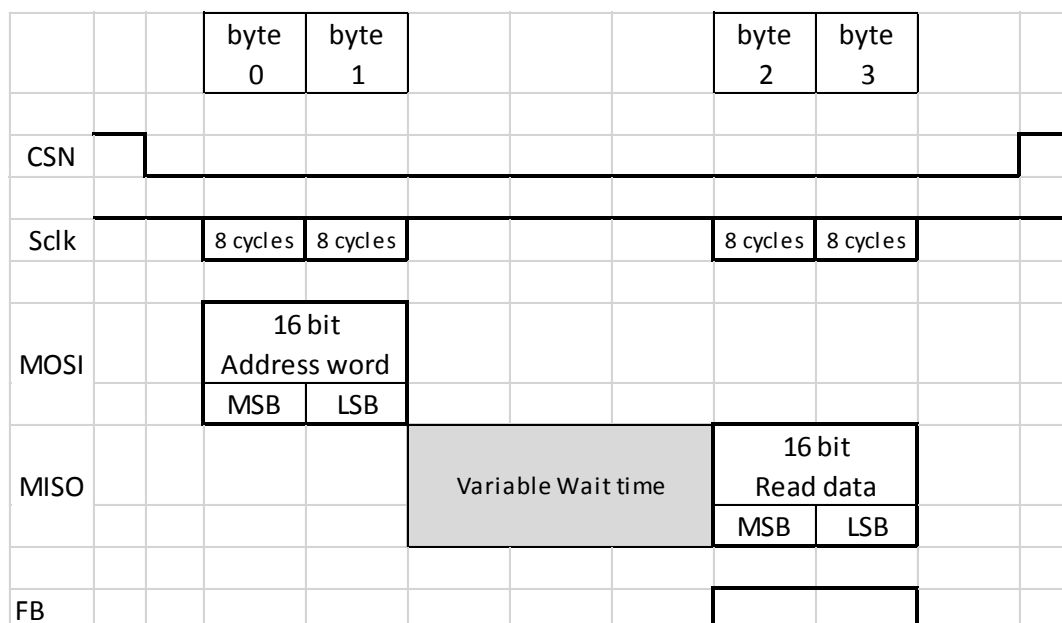 byte byte byte byte
0 1 2 3
CSN
Sclk 8 cycles 8 cycles 8 cycles 8 cycles
16 bit
MOSI Address word
MSB LSB
16 bit
MISO Variable Wait time Read data
MSB LSB
FB